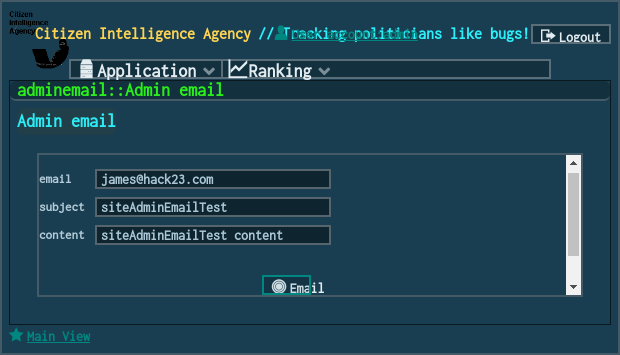 Citizen
Intelligence
Agency
Citizen Intelligence Agency // Tracking politicians like bugs!
Logout
Application Ranking
adminemail::Admin email
Admin email
email james@hack23.com
subject siteAdminEmailTest
content siteAdminEmailTest content
Email
Main View